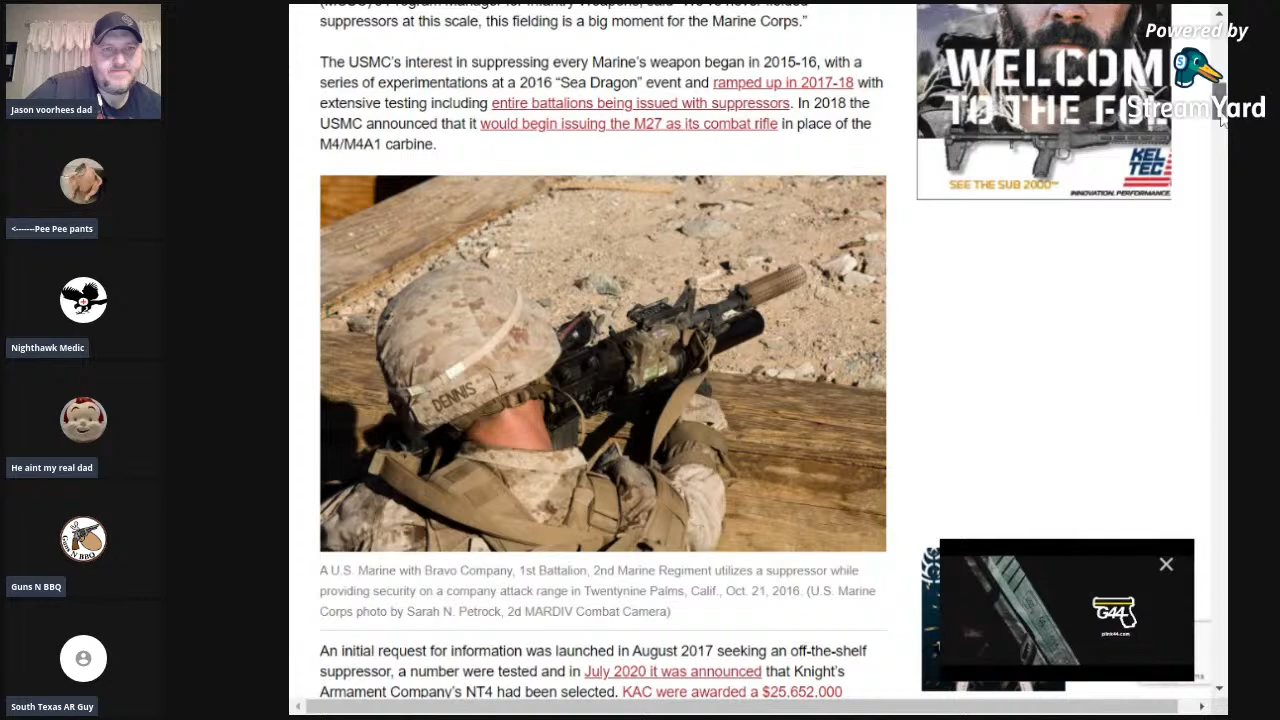 Jason voorhees dad
<------Pee Pee pants
Nighthawk Medic
He aint my real dad
Guns N BBQ
Guns N BBQ
South Texas AR Guy
suppressors at this scale, this fielding is a big moment for the Marine Corps.”
The USMC’s interest in suppressing every Marine’s weapon began in 2015-16, with a
series of experimentations at a 2016 “Sea Dragon” event and ramped up in 2017-18 with
extensive testing including entire battalions being issued with suppressors. In 2018 the
USMC announced that it would begin issuing the M27 as its combat rifle in place of the
M4/M4A1 carbine.
DENNIS
A U.S. Marine with Bravo Company, 1st Battalion, 2nd Marine Regiment utilizes a suppressor while
providing security on a company attack range in Twentynine Palms, Calif., Oct. 21, 2016. (U.S. Marine
Corps photo by Sarah N. Petrock, 2d MARDIV Combat Camera)
An initial request for information was launched in August 2017 seeking an off-the-shelf
suppressor, a number were tested and in July 2020 it was announced that Knight’s
Armament Company’s NT4 had been selected. KAC were awarded a $25,652,000
Powered by
StreamYard
WELCOM
TO THE
KEL
TEC
SEE THE SUB 2000™
INNOVATION. PERFORMANCE.
G44